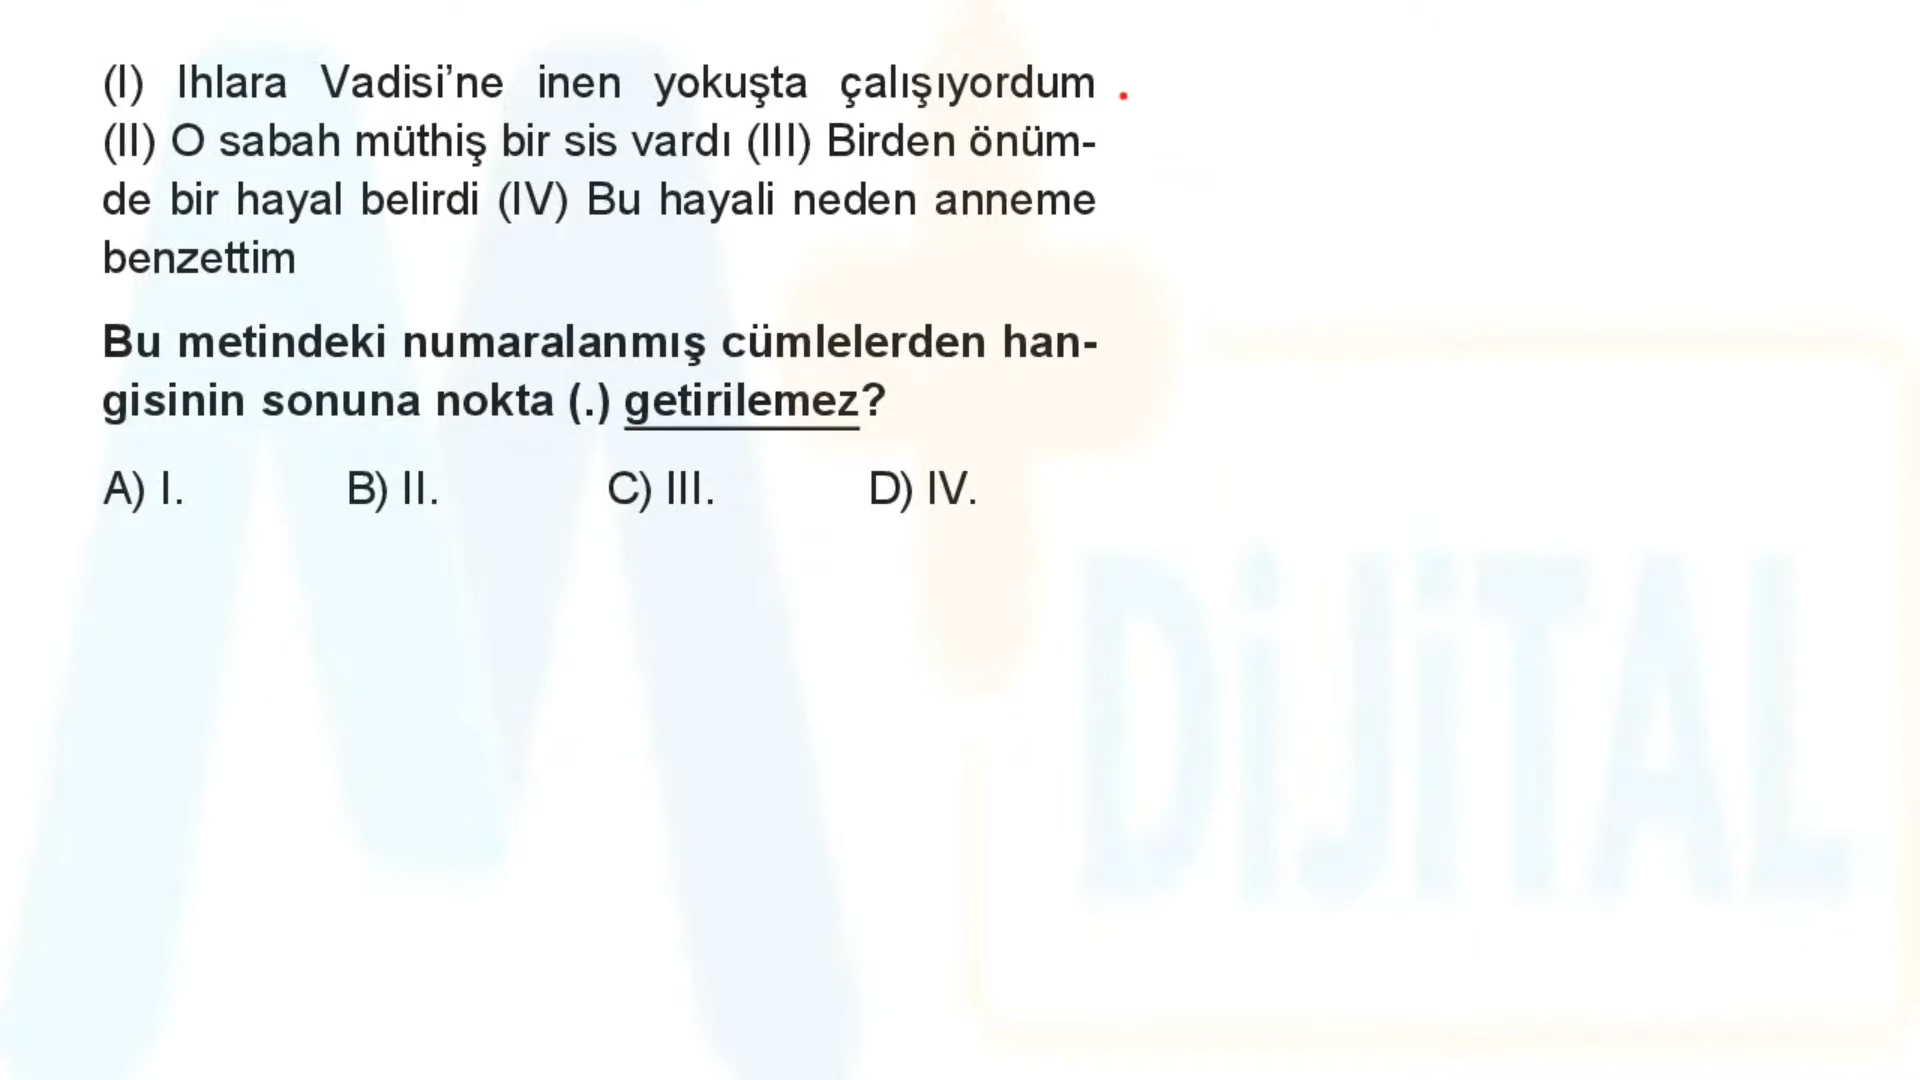 (I) Ihlara Vadisi’ne inen yokuşta çalışıyordum .
(II) O sabah müthiş bir sis vardı (III) Birden önüm-
de bir hayal belirdi (IV) Bu hayali neden anneme
benzettim
Bu metindeki numaralanmış cümlelerden han-
gisinin sonuna nokta (.) getirilemez?
A) I. B) II. C) III. D) IV.
DİJİTAL